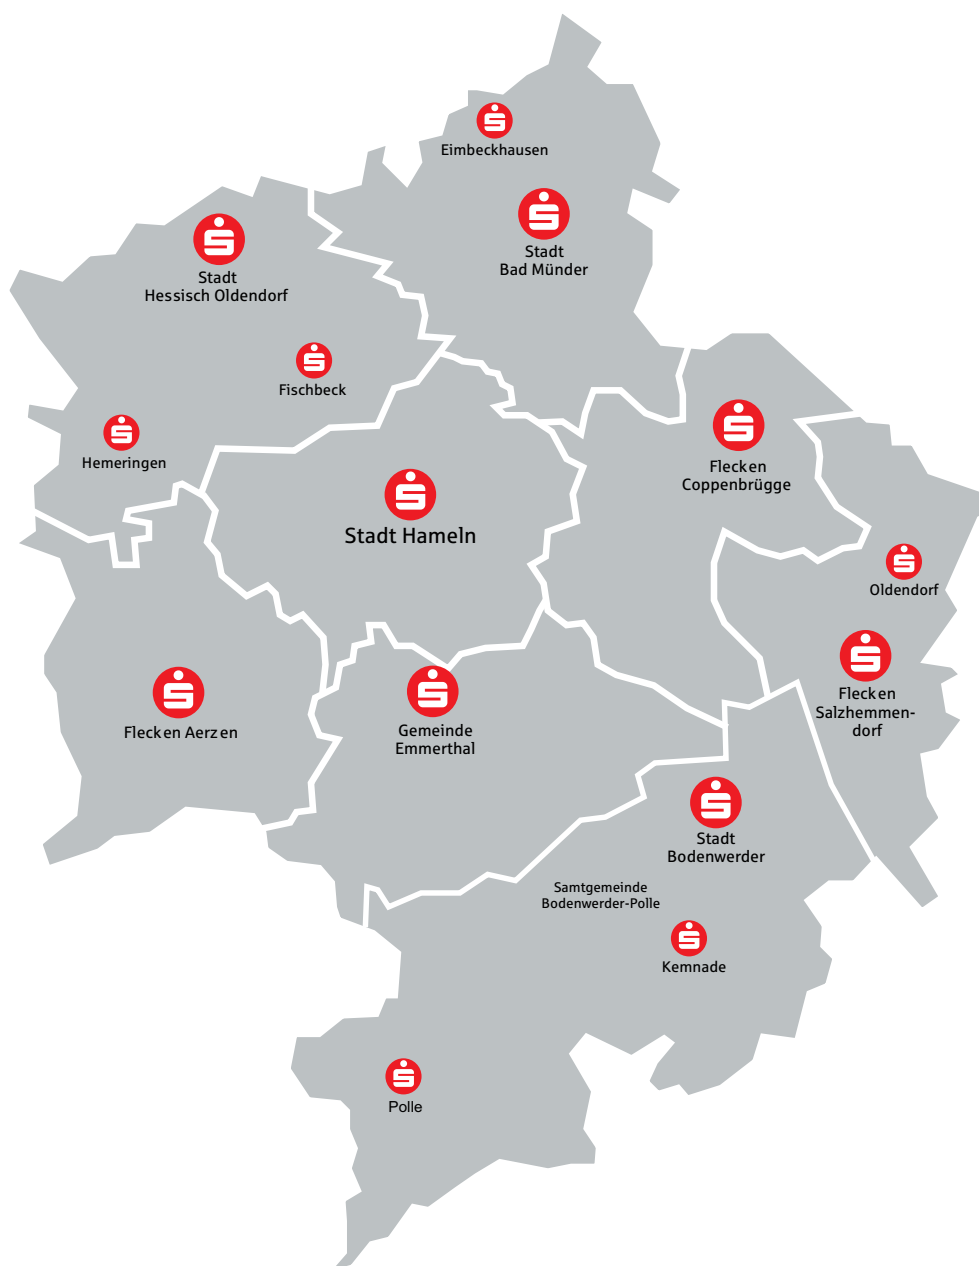 Eimbeckhausen
Stadt
Bad Münder
Stadt
Hessisch Oldendorf
Fischbeck
Hemeringen
Flecken
Coppenbrügge
Stadt Hameln
Oldendorf
Flecken
Salzhemmen-
dorf
Flecken Aerzen
Gemeinde
Emmerthal
Stadt
Bodenwerder
Samtgemeinde
Bodenwerder-Polle
Kemnade
Polle